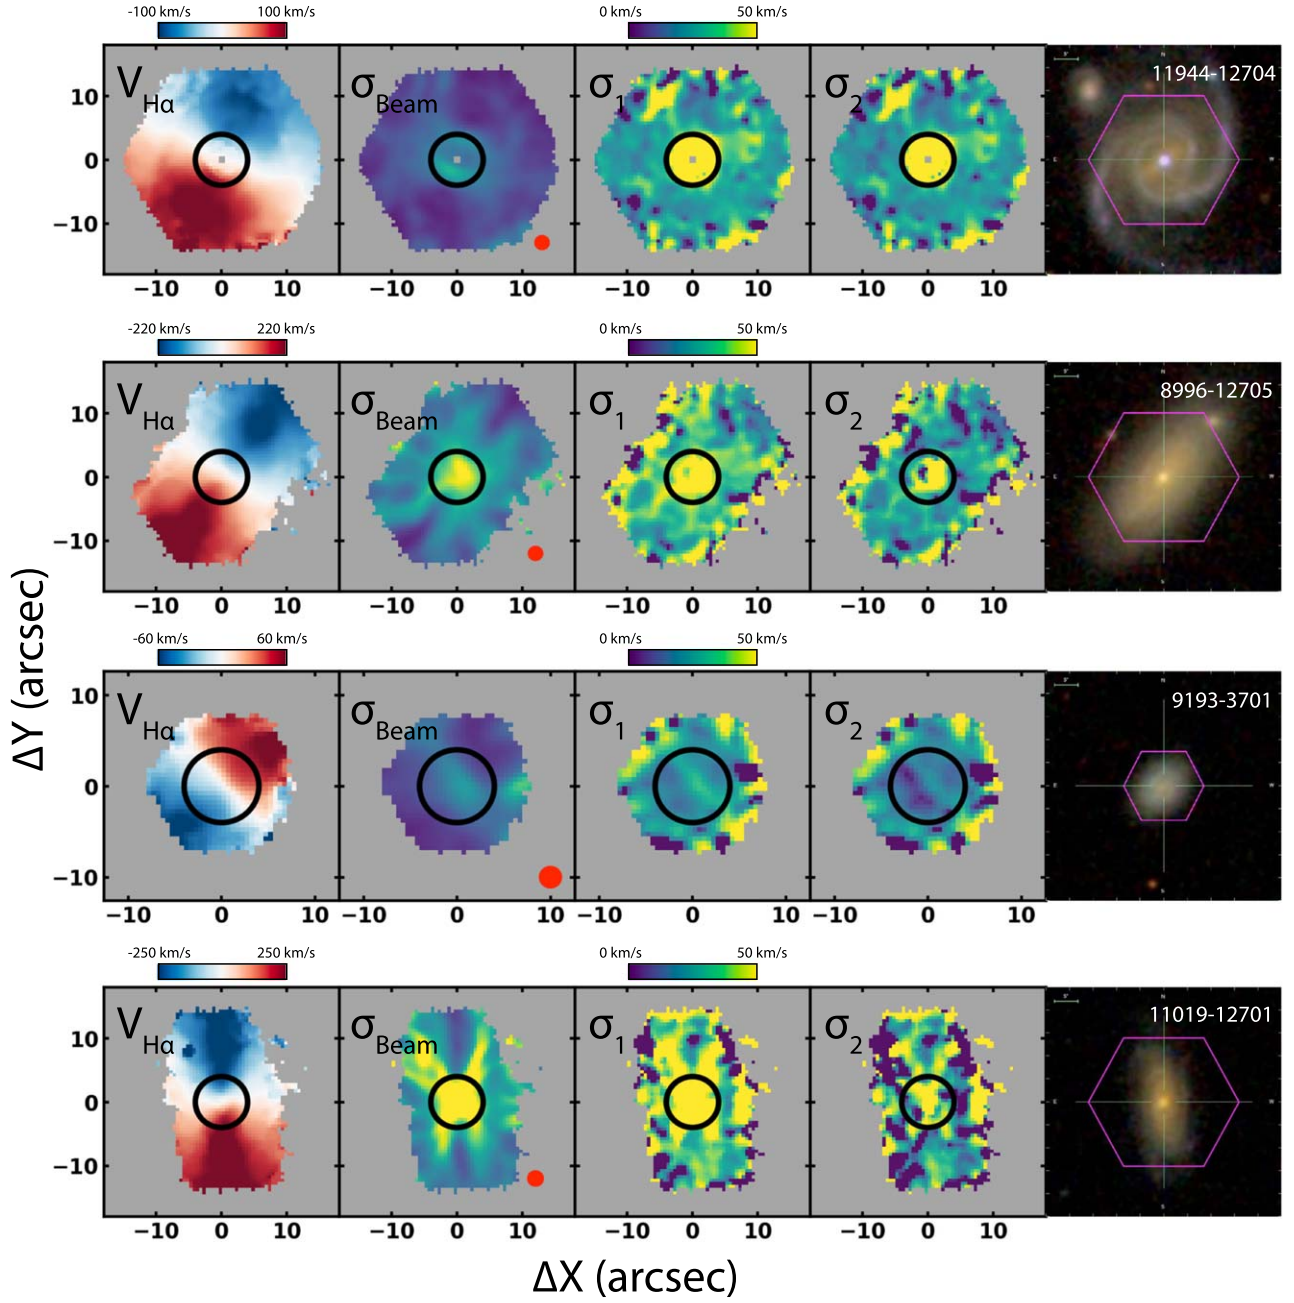 -100 km/s 100 km/s 0 km/s 50 km/s
V Hα σ Beam σ 1 σ 2 11944-12704
10
0
−10
−10 0 10 −10 0 10 −10 0 10 −10 0 10
-220 km/s 220 km/s 0 km/s 50 km/s
V Hα σ Beam σ 1 σ 2 8996-12705
10
0
−10
−10 0 10 −10 0 10 −10 0 10 −10 0 10
-60 km/s 60 km/s 0 km/s 50 km/s
V Hα σ Beam σ 1 σ 2 9193-3701
10
0
−10
−10 0 10 −10 0 10 −10 0 10 −10 0 10
-250 km/s 250 km/s 0 km/s 50 km/s
V Hα σ Beam σ 1 σ 2 11019-12701
10
0
−10
−10 0 10 −10 0 10 −10 0 10 −10 0 10
ΔY (arcsec)
ΔX (arcsec)